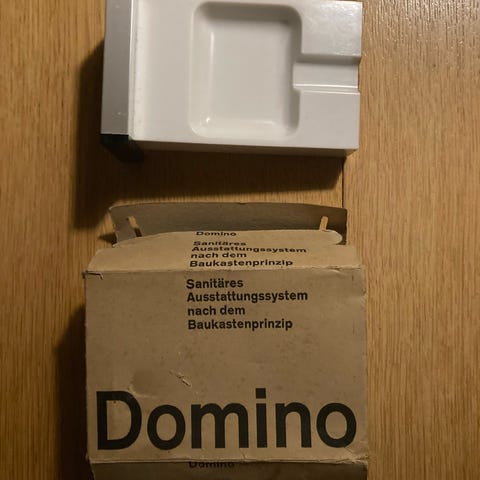 Domino
Sanitäres
Ausstattungssystem
nach dem
Baukastenprinzip
Sanitäres
Ausstattungssystem
nach dem
Baukastenprinzip
Domino
Domino